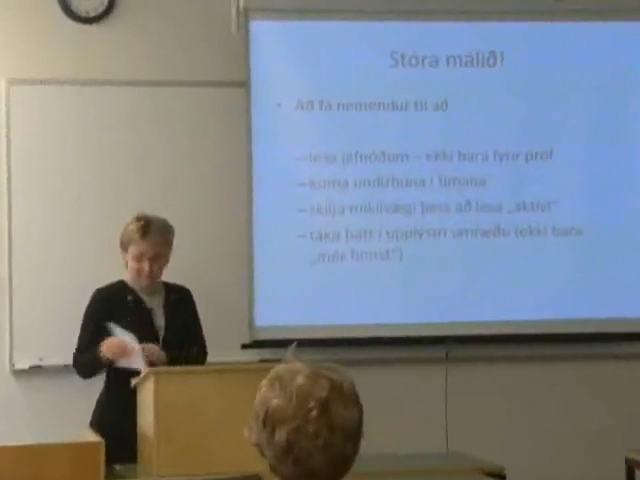 Stóra málið!
• Að fá nemendur til að
– lesa jafnóðum – ekki bara fyrir próf
– koma undirbúna í tímana
– skilja mikilvægi þess að lesa „aktívt“
– taka þátt í upplýstri umræðu (ekki bara
„mér finnst“)